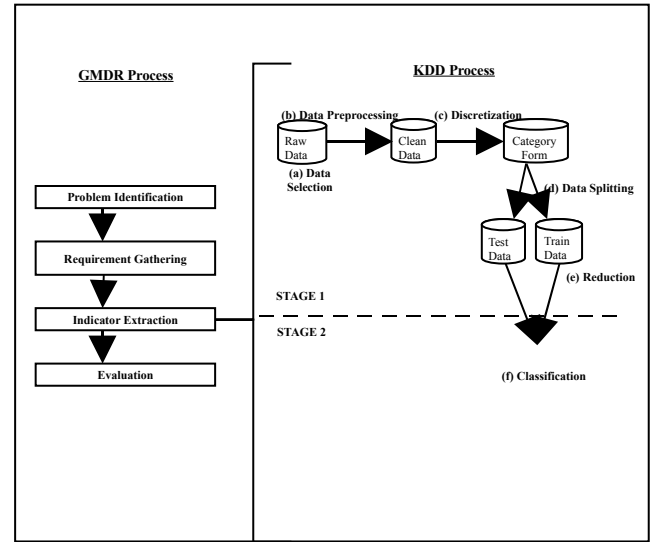 GMDR Process
Problem Identification
Requirement Gathering
Indicator Extraction
Evaluation
KDD Process
(b) Data Preprocessing
(c) Discretization
Raw
Data
Clean
Data
Category
Form
(a) Data
Selection
(d) Data Splitting
Test
Data
Train
Data
(e) Reduction
STAGE 1
STAGE 2
(f) Classification